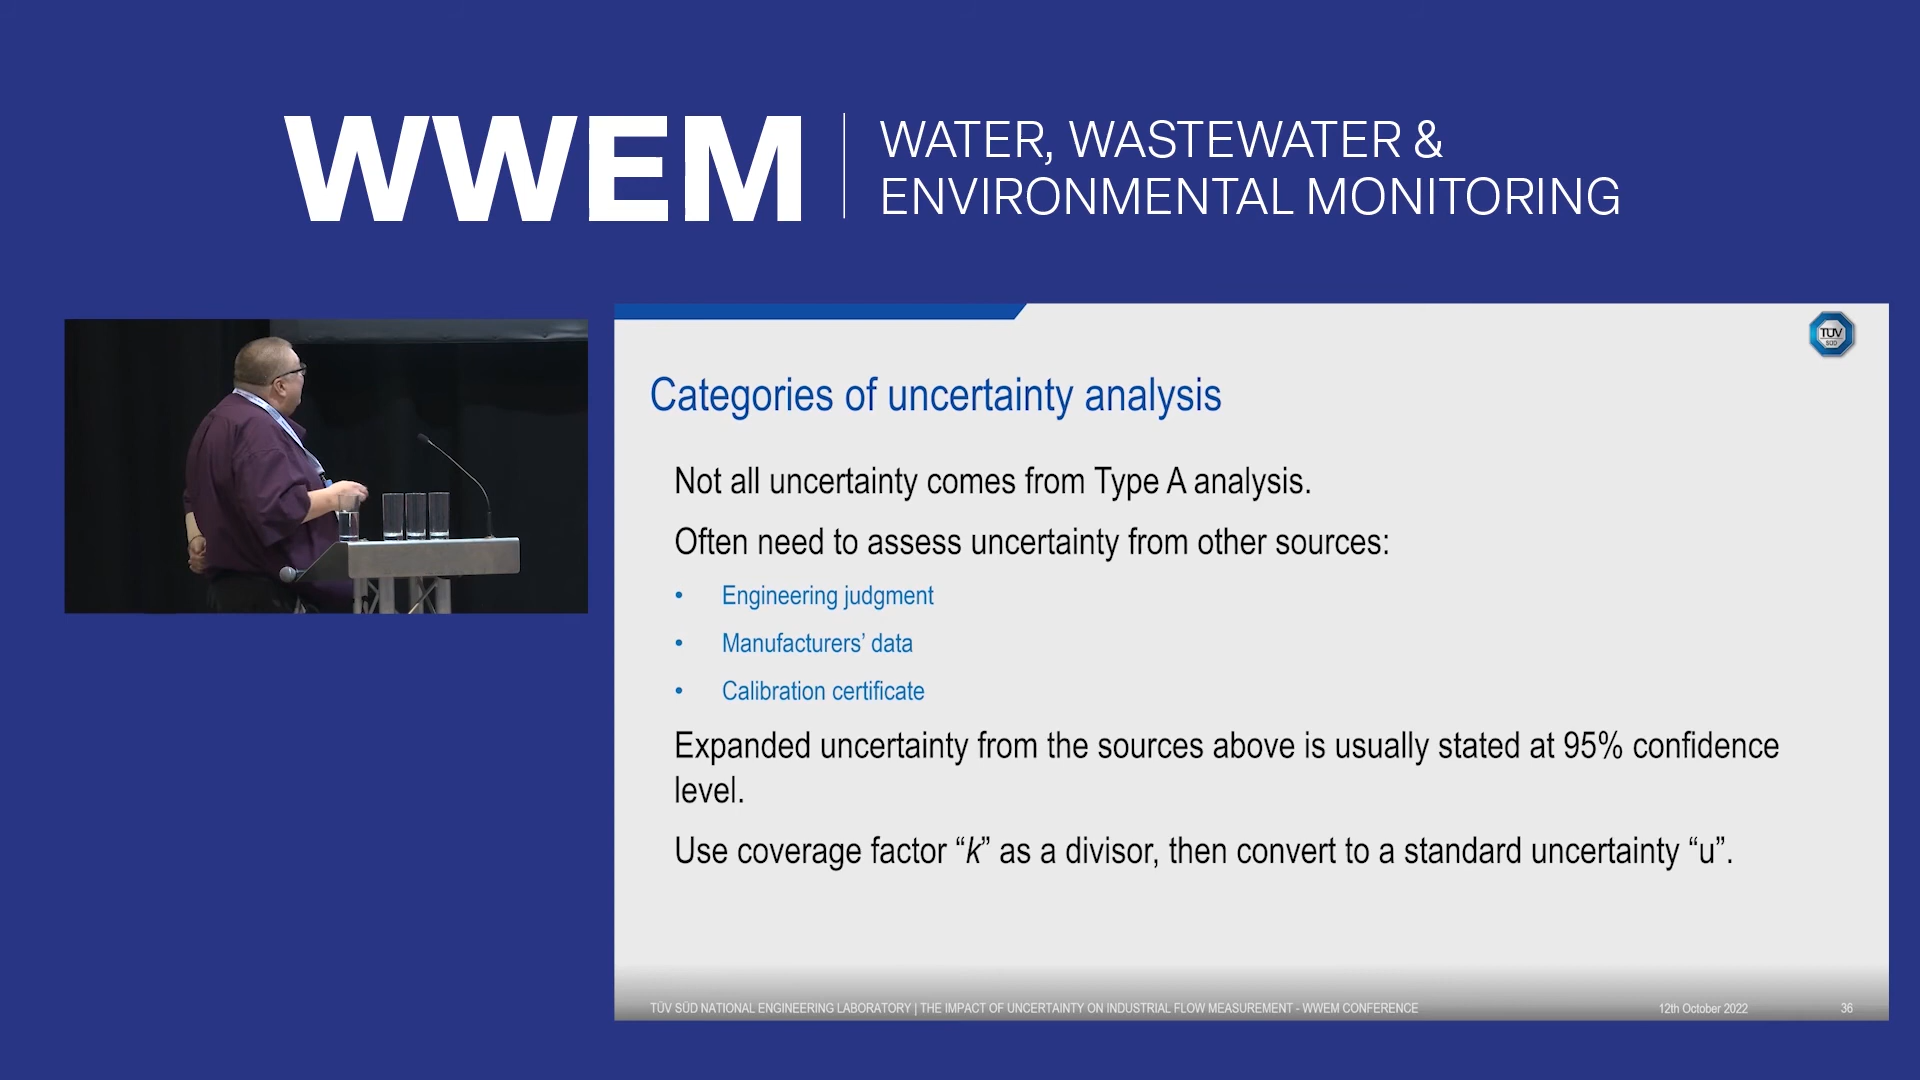 WWEM
WATER, WASTEWATER &
ENVIRONMENTAL MONITORING
TÜV
SÜD
Categories of uncertainty analysis
Not all uncertainty comes from Type A analysis.
Often need to assess uncertainty from other sources:
• Engineering judgment
• Manufacturers’ data
• Calibration certificate
Expanded uncertainty from the sources above is usually stated at 95% confidence
level.
Use coverage factor “k” as a divisor, then convert to a standard uncertainty “u”.
TÜV SÜD NATIONAL ENGINEERING LABORATORY | THE IMPACT OF UNCERTAINTY ON INDUSTRIAL FLOW MEASUREMENT - WWEM CONFERENCE
12th October 2022
36